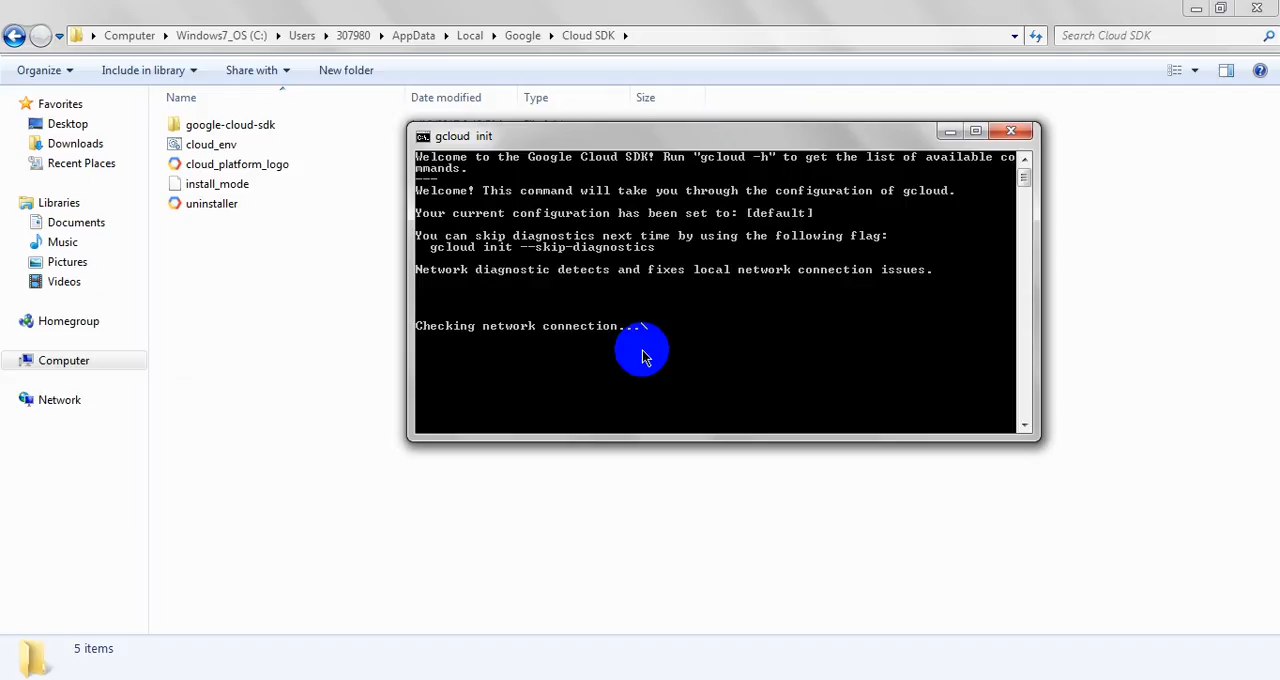 Computer Windows7_OS (C:) Users 307980 AppData Local Google Cloud SDK
Search Cloud SDK
Organize Include in library Share with New folder
Name Date modified Type Size
Favorites
Desktop
Downloads
Recent Places
Libraries
Documents
Music
Pictures
Videos
Homegroup
Computer
Network
google-cloud-sdk
cloud_env
cloud_platform_logo
install_mode
uninstaller
gcloud init
Welcome to the Google Cloud SDK! Run "gcloud -h" to get the list of available co
mmands.
---
Welcome! This command will take you through the configuration of gcloud.
Your current configuration has been set to: [default]
You can skip diagnostics next time by using the following flag:
gcloud init --skip-diagnostics
Network diagnostic detects and fixes local network connection issues.
Checking network connection...\
5 items